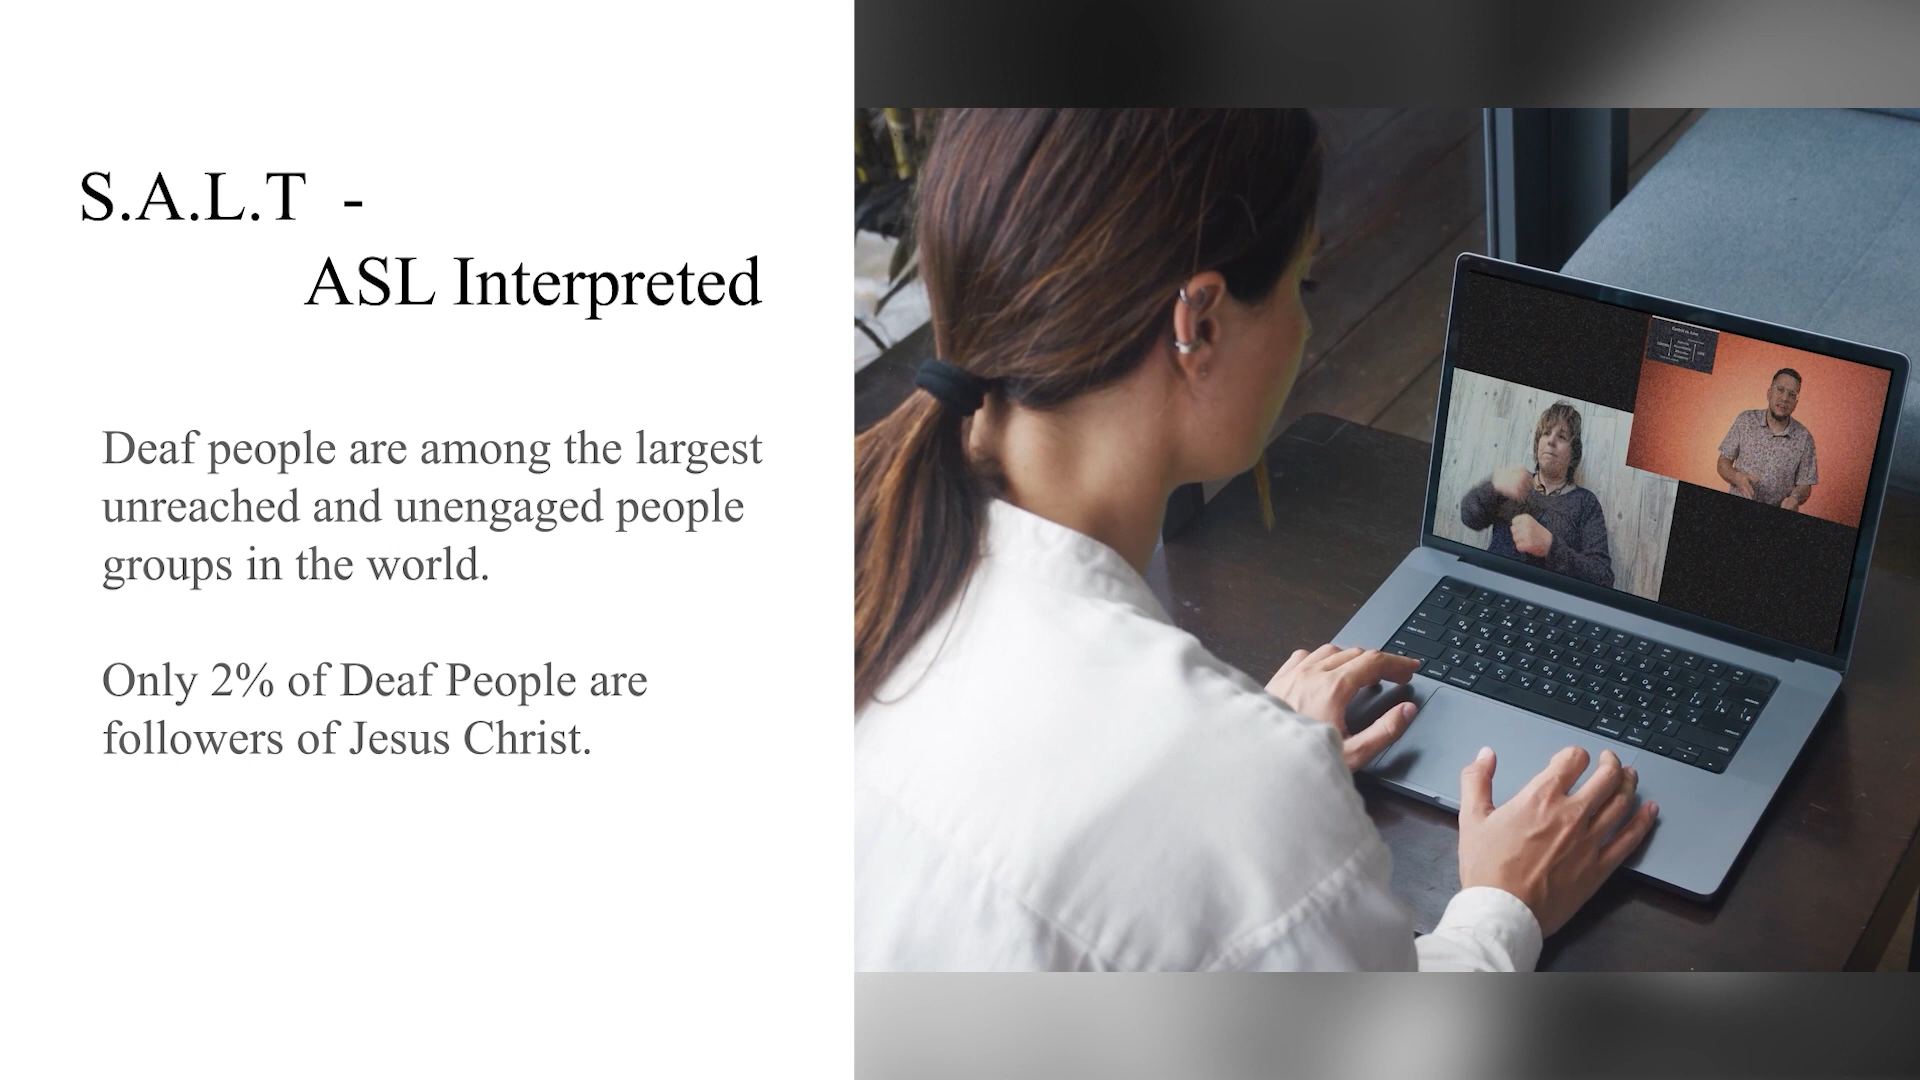 S.A.L.T -
ASL Interpreted
Deaf people are among the largest
unreached and unengaged people
groups in the world.
Only 2% of Deaf People are
followers of Jesus Christ.